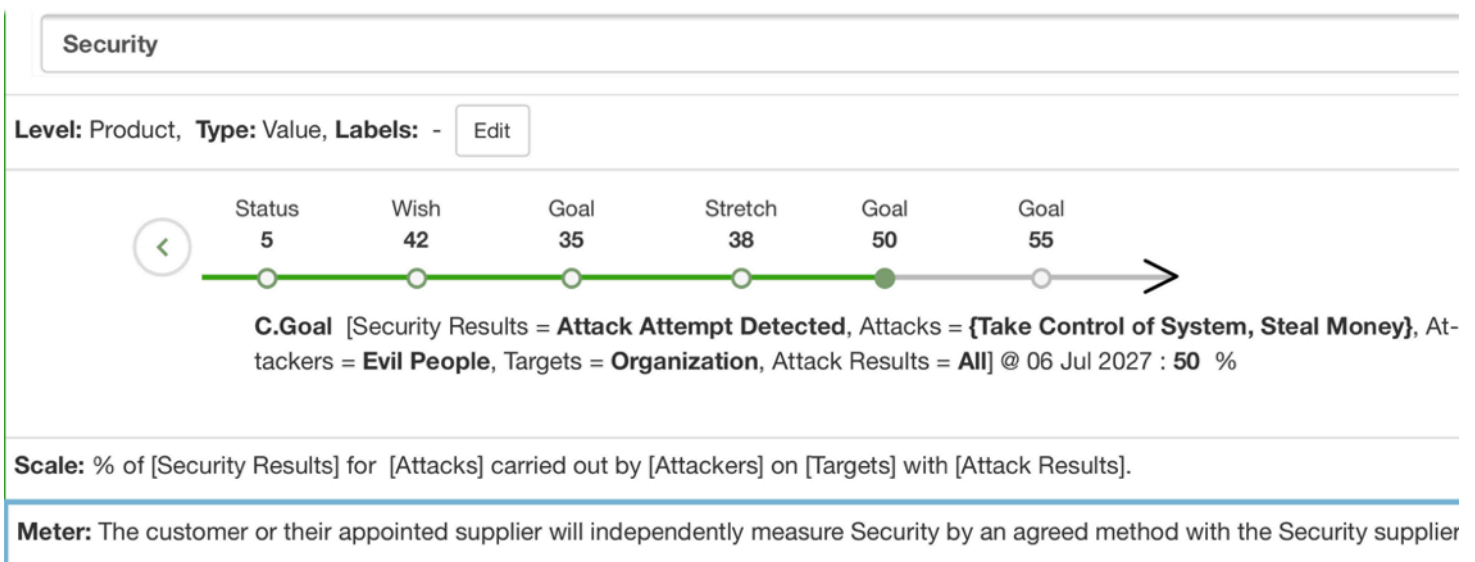 Security
Level: Product, Type: Value, Labels: - Edit
Status Wish Goal Stretch Goal Goal
5 42 35 38 50 55
C.Goal [Security Results = Attack Attempt Detected, Attacks = {Take Control of System, Steal Money}, At-
tackers = Evil People, Targets = Organization, Attack Results = All] @ 06 Jul 2027 : 50 %
Scale: % of [Security Results] for [Attacks] carried out by [Attackers] on [Targets] with [Attack Results].
Meter: The customer or their appointed supplier will independently measure Security by an agreed method with the Security supplier